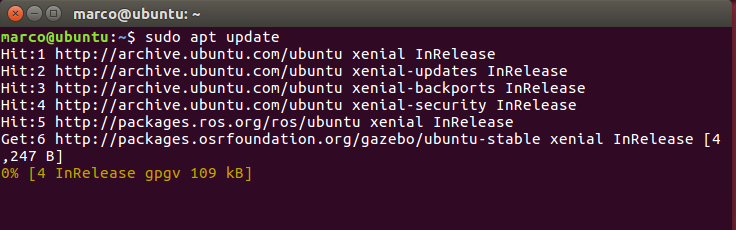 marco@ubuntu: ~
marco@ubuntu:~$ sudo apt update
Hit:1 http://archive.ubuntu.com/ubuntu xenial InRelease
Hit:2 http://archive.ubuntu.com/ubuntu xenial-updates InRelease
Hit:3 http://archive.ubuntu.com/ubuntu xenial-backports InRelease
Hit:4 http://archive.ubuntu.com/ubuntu xenial-security InRelease
Hit:5 http://packages.ros.org/ros/ubuntu xenial InRelease
Get:6 http://packages.osrfoundation.org/gazebo/ubuntu-stable xenial InRelease [4
,247 B]
0% [4 InRelease gpgv 109 kB]